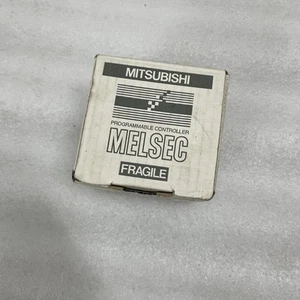 MITSUBISHI
PROGRAMMABLE CONTROLLER
MELSEC
FRAGILE